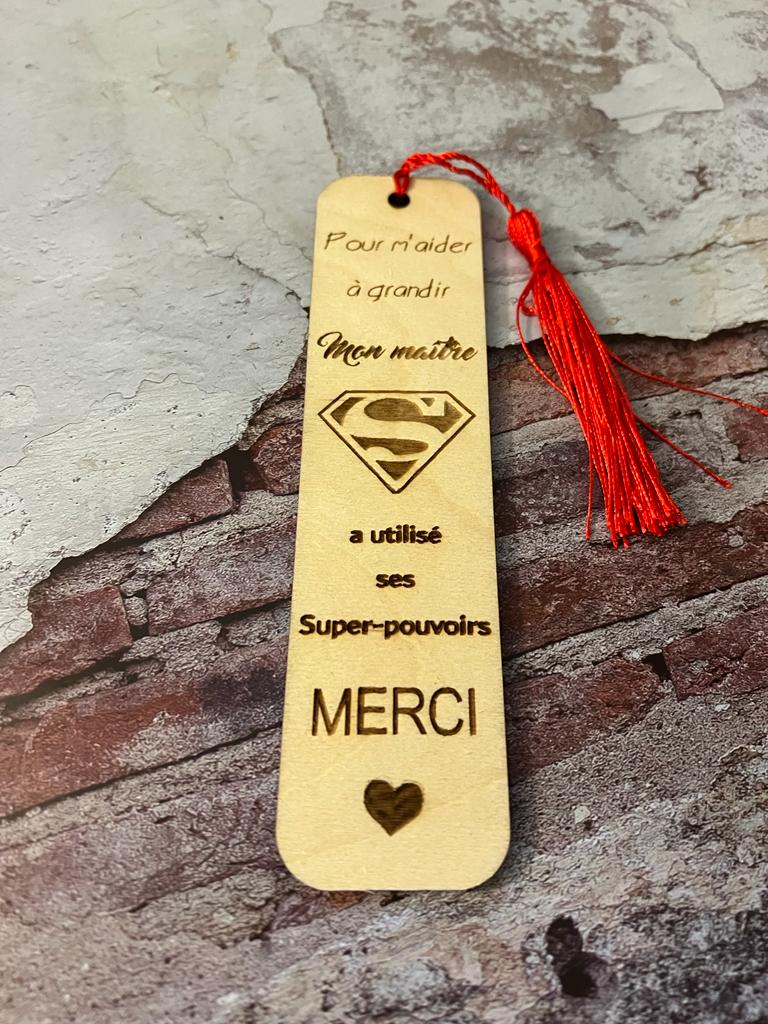 Pour m'aider
à grandir
Mon maître
S
a utilisé
ses
Super-pouvoirs
MERCI